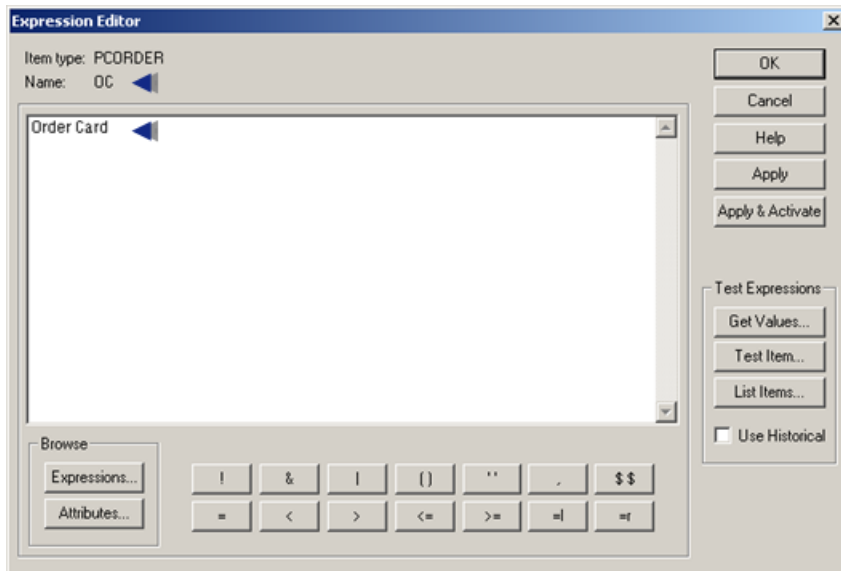 Expression Editor
Item type: PCORDER
Name: OC
Order Card
OK
Cancel
Help
Apply
Apply & Activate
Test Expressions
Get Values...
Test Item...
List Items...
Use Historical
Browse
Expressions...
Attributes...
! & | () '' , $$
= < > <= >= =l =r